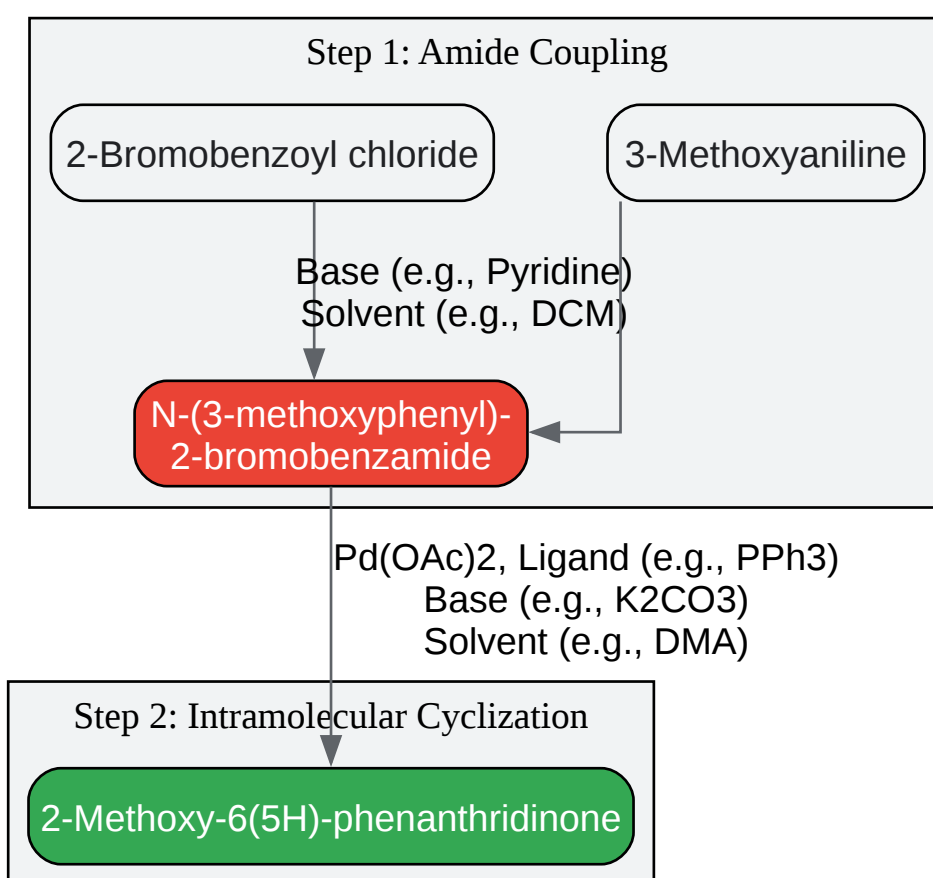 Step 1: Amide Coupling
2-Bromobenzoyl chloride
3-Methoxyaniline
Base (e.g., Pyridine)
Solvent (e.g., DCM)
N-(3-methoxyphenyl)-
2-bromobenzamide
Pd(OAc)2, Ligand (e.g., PPh3)
Base (e.g., K2CO3)
Solvent (e.g., DMA)
Step 2: Intramolecular Cyclization
2-Methoxy-6(5H)-phenanthridinone